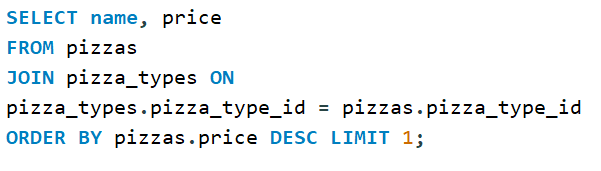 SELECT name, price
FROM pizzas
JOIN pizza_types ON
pizza_types.pizza_type_id = pizzas.pizza_type_id
ORDER BY pizzas.price DESC LIMIT 1;